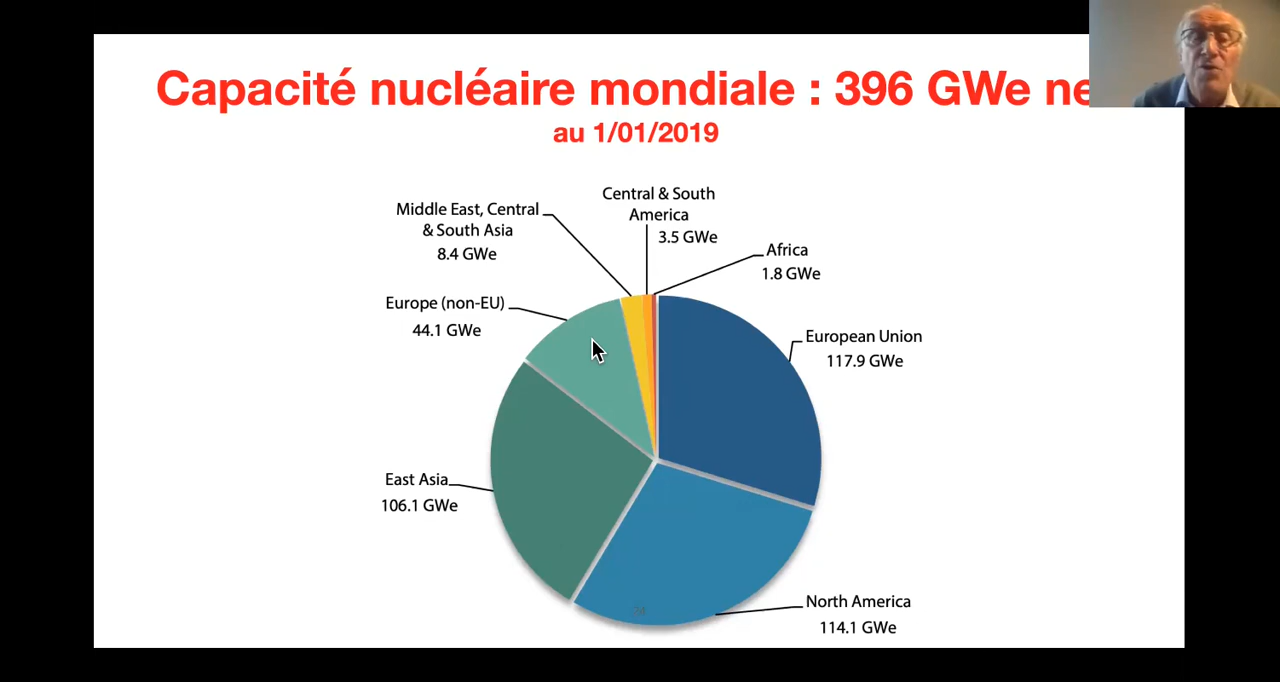 Capacité nucléaire mondiale : 396 GWe ne
au 1/01/2019
Central & South
America
3.5 GWe
Middle East, Central
& South Asia
8.4 GWe
Africa
1.8 GWe
Europe (non-EU)
44.1 GWe
European Union
117.9 GWe
East Asia
106.1 GWe
North America
114.1 GWe